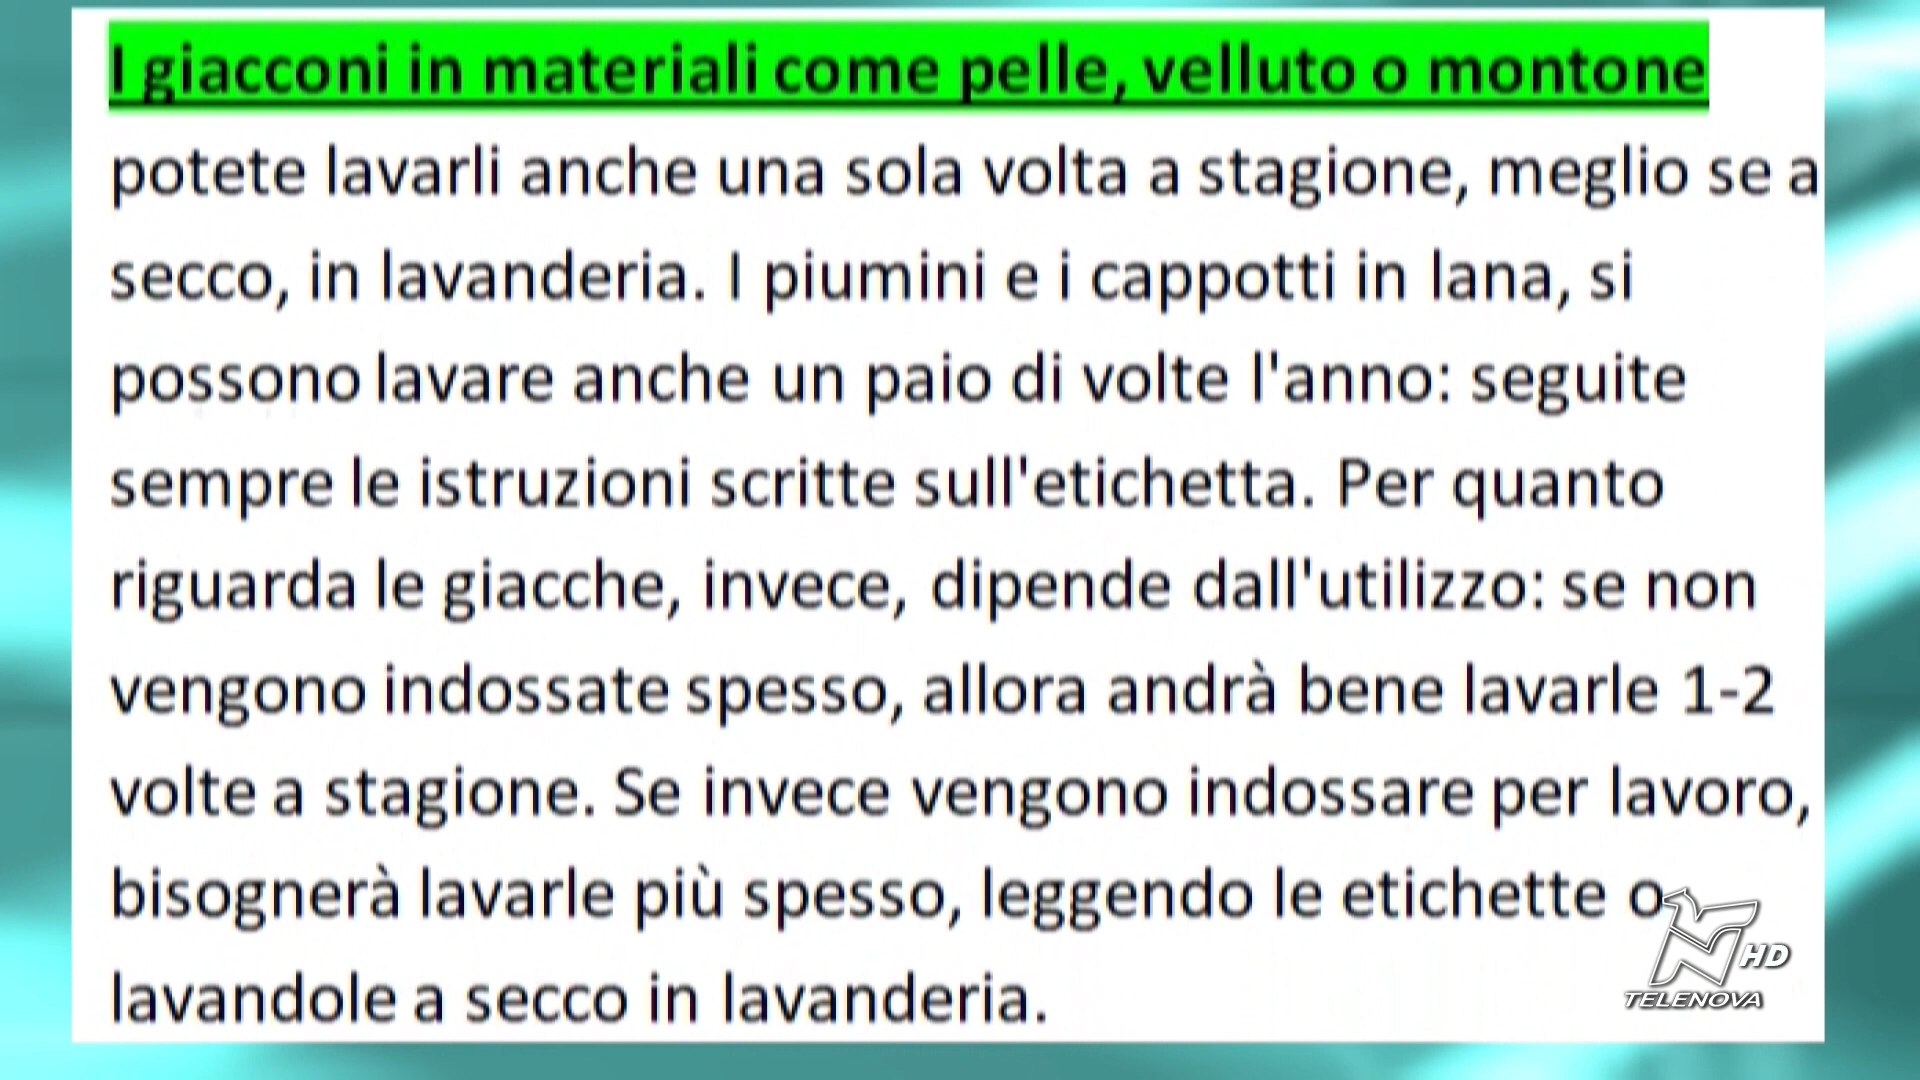 I giacconi in materiali come pelle, velluto o montone
potete lavarli anche una sola volta a stagione, meglio se a
secco, in lavanderia. I piumini e i cappotti in lana, si
possono lavare anche un paio di volte l'anno: seguite
sempre le istruzioni scritte sull'etichetta. Per quanto
riguarda le giacche, invece, dipende dall'utilizzo: se non
vengono indossate spesso, allora andrà bene lavarle 1-2
volte a stagione. Se invece vengono indossare per lavoro,
bisognerà lavarle più spesso, leggendo le etichette o
lavandole a secco in lavanderia.
HD
TELENOVA